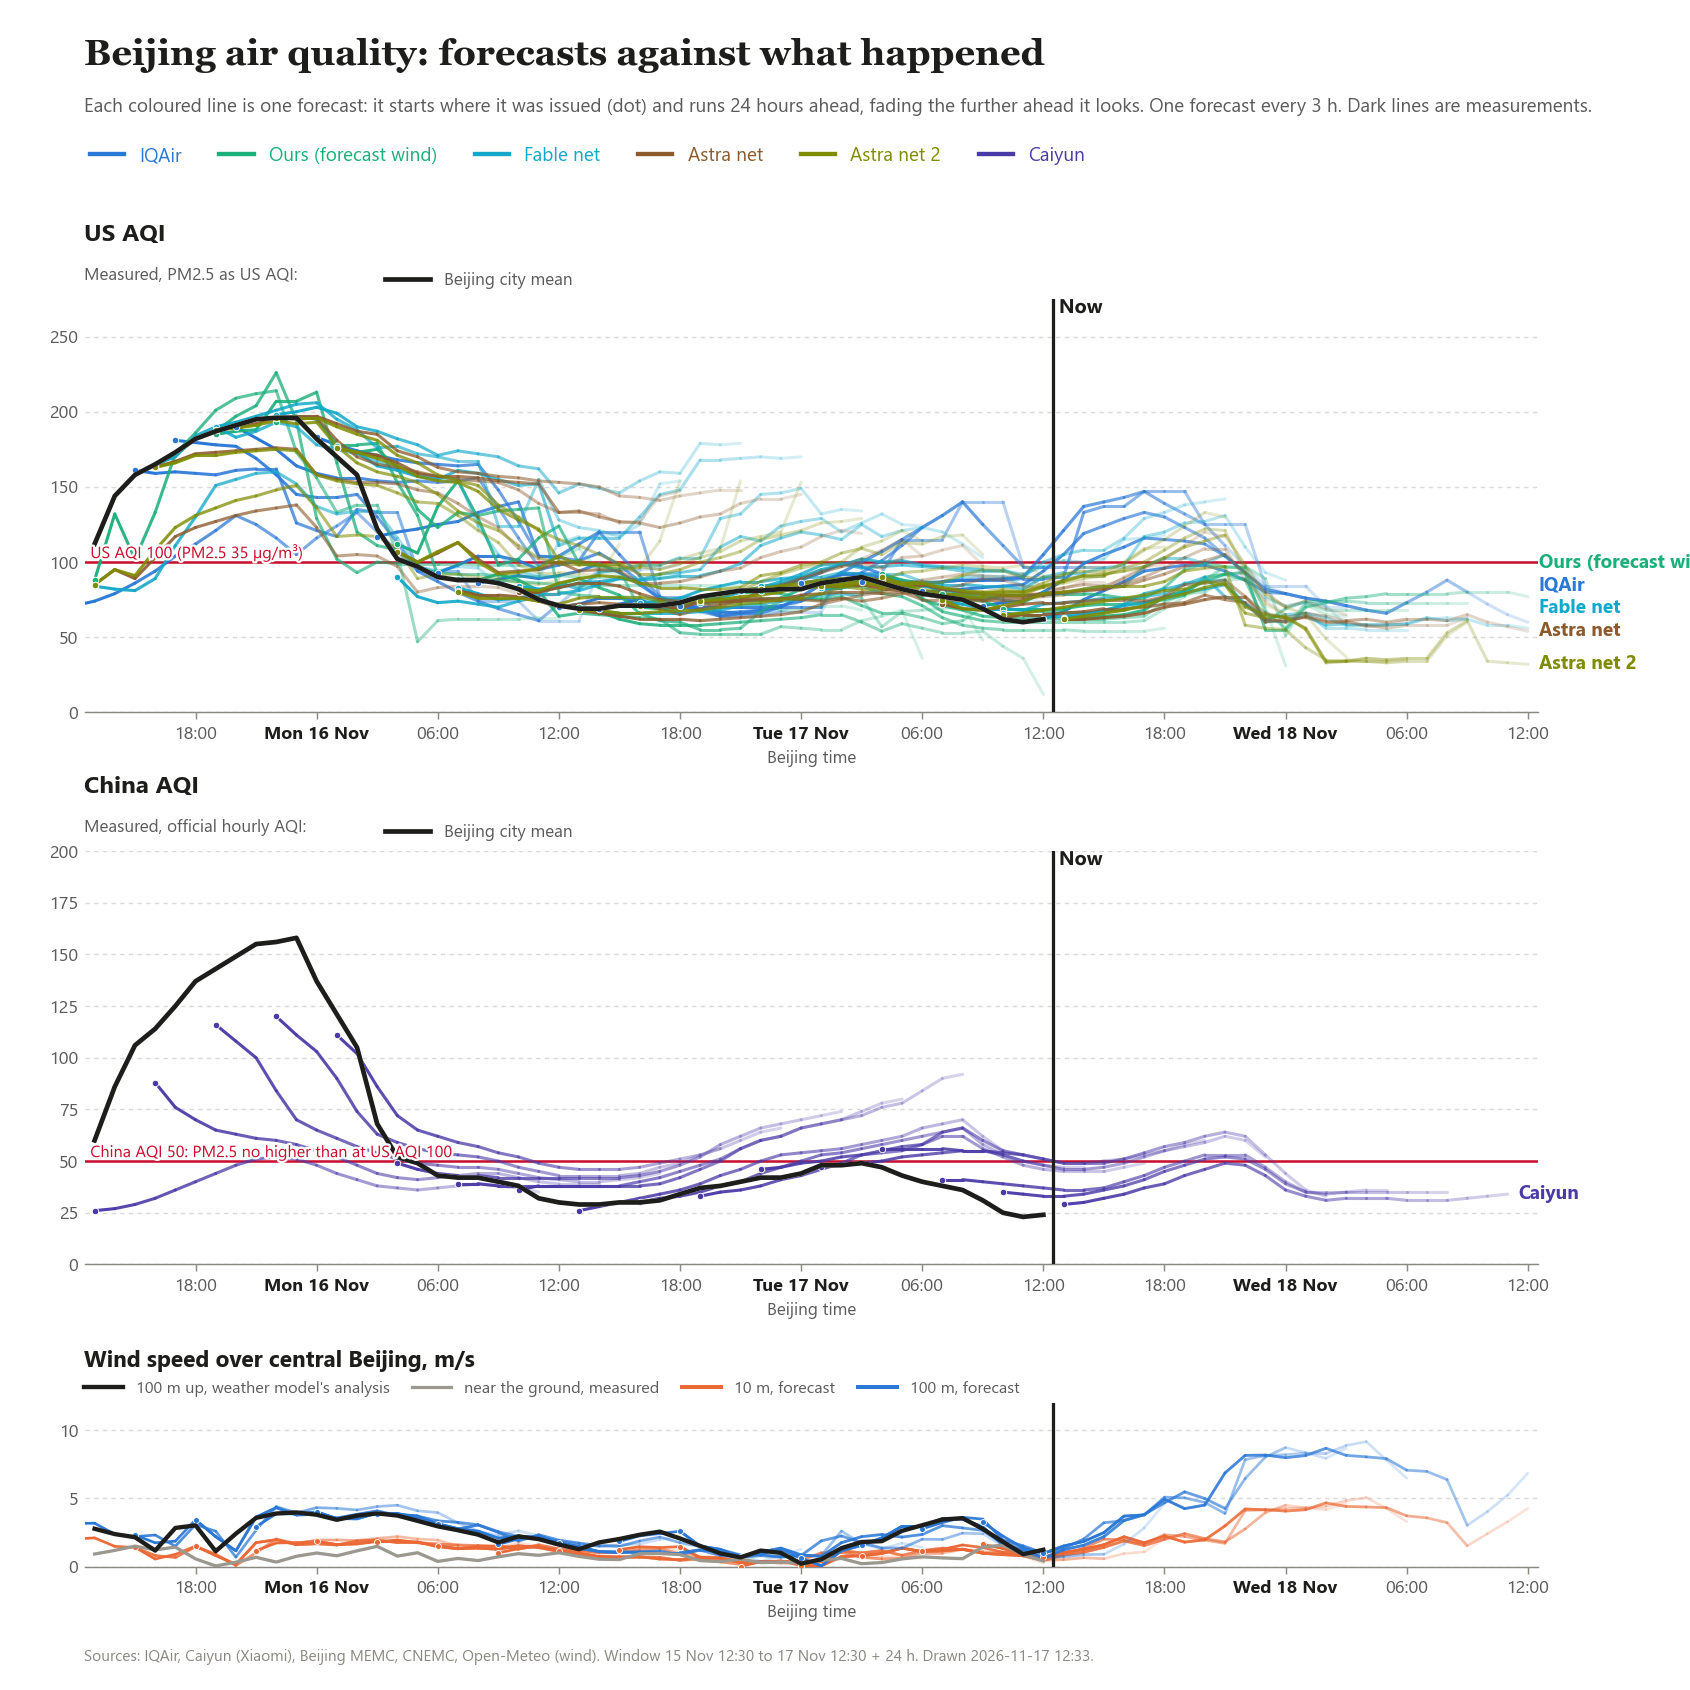 Beijing air quality: forecasts against what happened
Each coloured line is one forecast: it starts where it was issued (dot) and runs 24 hours ahead, fading the further ahead it looks. One forecast every 3 h. Dark lines are measurements.
IQAir Ours (forecast wind) Fable net Astra net Astra net 2 Caiyun
US AQI
Measured, PM2.5 as US AQI: Beijing city mean
Now
250
200
150
100
50
0
US AQI 100 (PM2.5 35 µg/m³)
Ours (forecast wi
IQAir
Fable net
Astra net
Astra net 2
18:00 Mon 16 Nov 06:00 12:00 18:00 Tue 17 Nov 06:00 12:00 18:00 Wed 18 Nov 06:00 12:00
Beijing time
China AQI
Measured, official hourly AQI: Beijing city mean
Now
200
175
150
125
100
75
50
25
0
China AQI 50: PM2.5 no higher than at US AQI 100
Caiyun
18:00 Mon 16 Nov 06:00 12:00 18:00 Tue 17 Nov 06:00 12:00 18:00 Wed 18 Nov 06:00 12:00
Beijing time
Wind speed over central Beijing, m/s
100 m up, weather model's analysis near the ground, measured 10 m, forecast 100 m, forecast
10
5
0
18:00 Mon 16 Nov 06:00 12:00 18:00 Tue 17 Nov 06:00 12:00 18:00 Wed 18 Nov 06:00 12:00
Beijing time
Sources: IQAir, Caiyun (Xiaomi), Beijing MEMC, CNEMC, Open-Meteo (wind). Window 15 Nov 12:30 to 17 Nov 12:30 + 24 h. Drawn 2026-11-17 12:33.